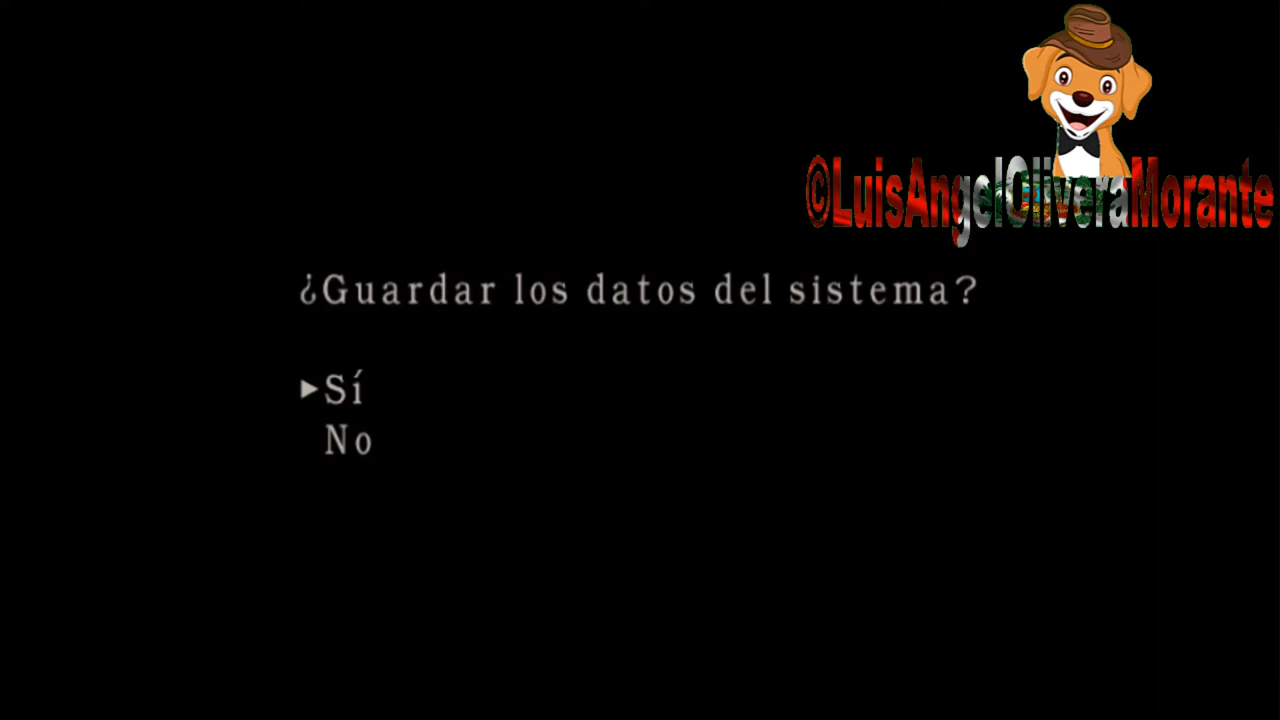 ©LuisAngelOliveraMorante
¿Guardar los datos del sistema?
►Sí
No